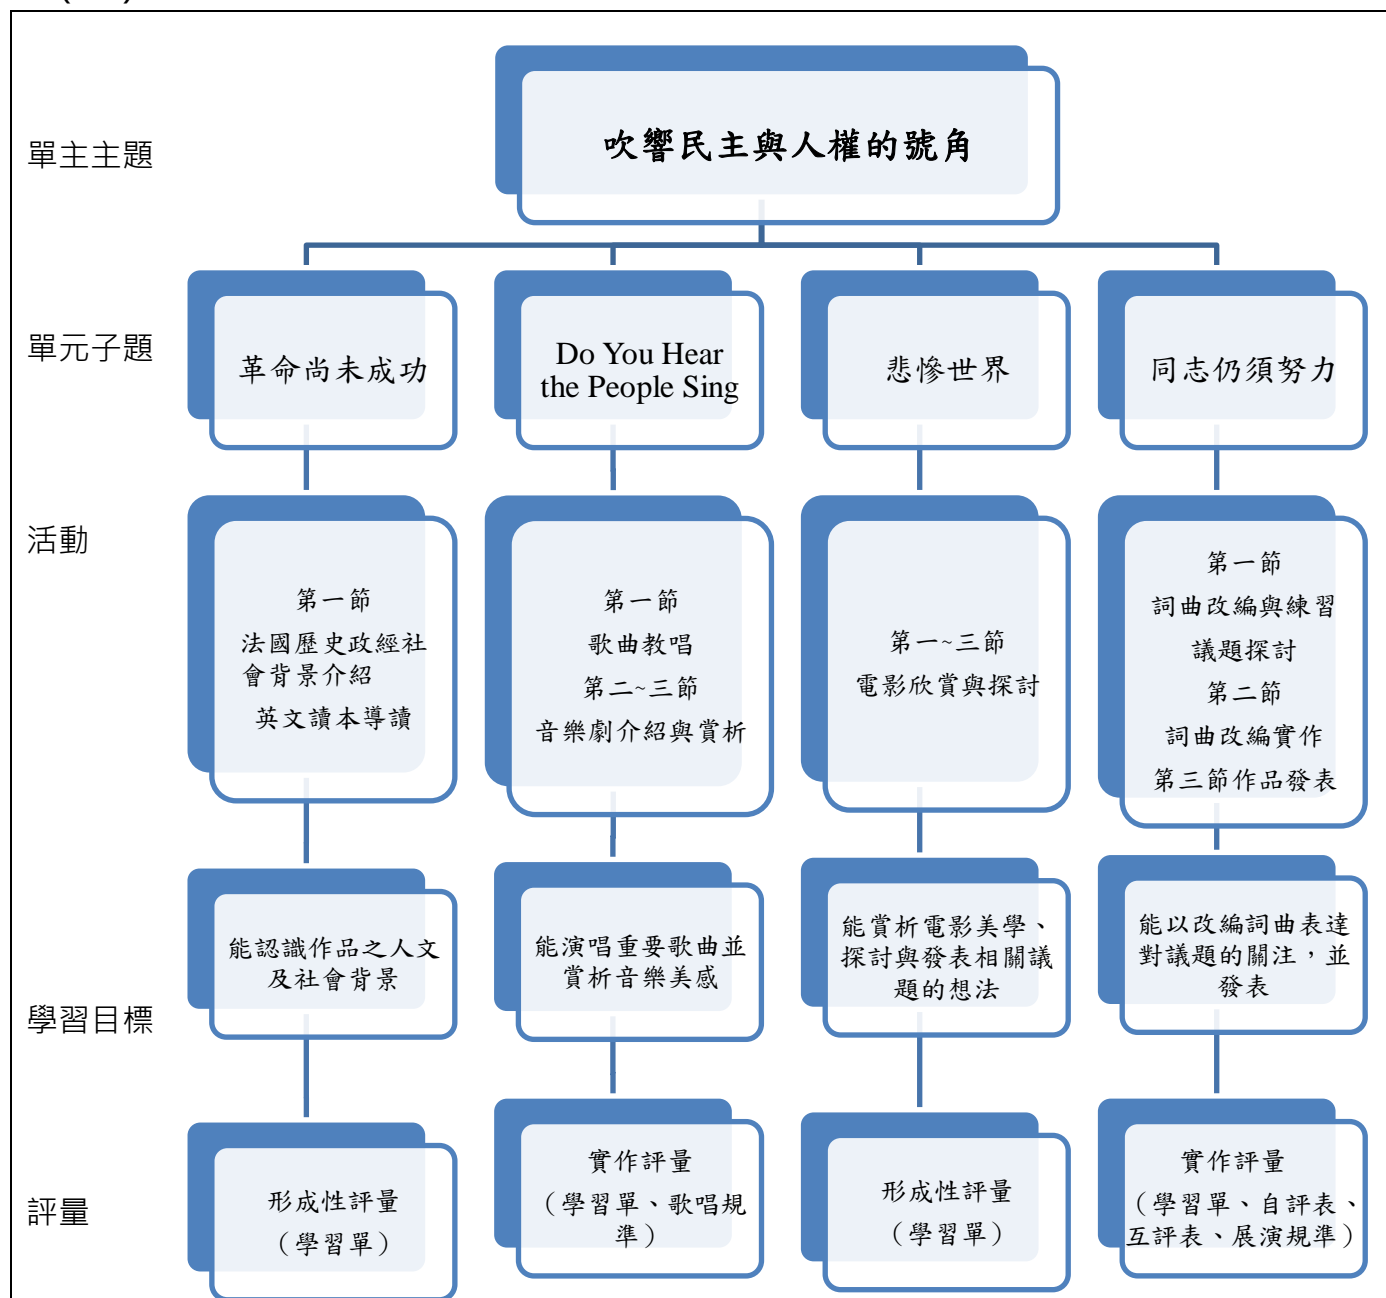 單主主題
吹響民主與人權的號角
單元子題
革命尚未成功
Do You Hear
the People Sing
悲慘世界
同志仍須努力
活動
第一節
法國歷史政經社
會背景介紹
英文讀本導讀
第一節
歌曲教唱
第二~三節
音樂劇介紹與賞析
第一~三節
電影欣賞與探討
第一節
詞曲改編與練習
議題探討
第二節
詞曲改編實作
第三節作品發表
學習目標
能認識作品之人文
及社會背景
能演唱重要歌曲並
賞析音樂美感
能賞析電影美學、
探討與發表相關議
題的想法
能以改編詞曲表達
對議題的關注，並
發表
評量
形成性評量
（學習單）
實作評量
（學習單、歌唱規
準）
形成性評量
（學習單）
實作評量
（學習單、自評表、
互評表、展演規準）